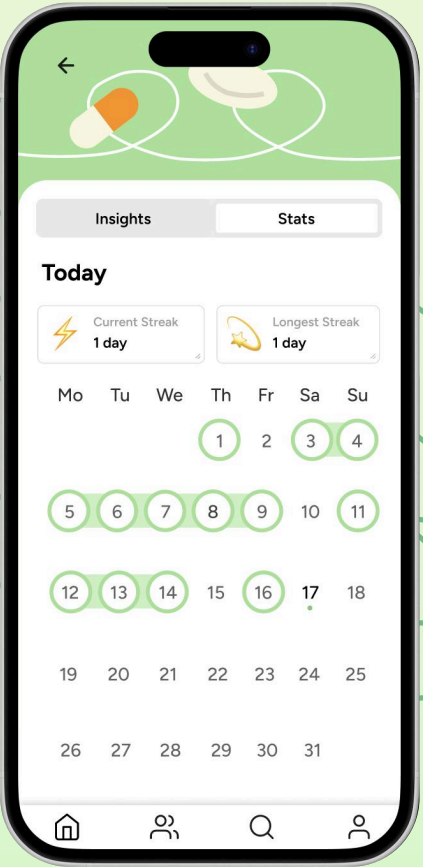 Insights Stats
Today
Current Streak
1 day
Longest Streak
1 day
Mo Tu We Th Fr Sa Su
1 2 3 4
5 6 7 8 9 10 11
12 13 14 15 16 17 18
19 20 21 22 23 24 25
26 27 28 29 30 31